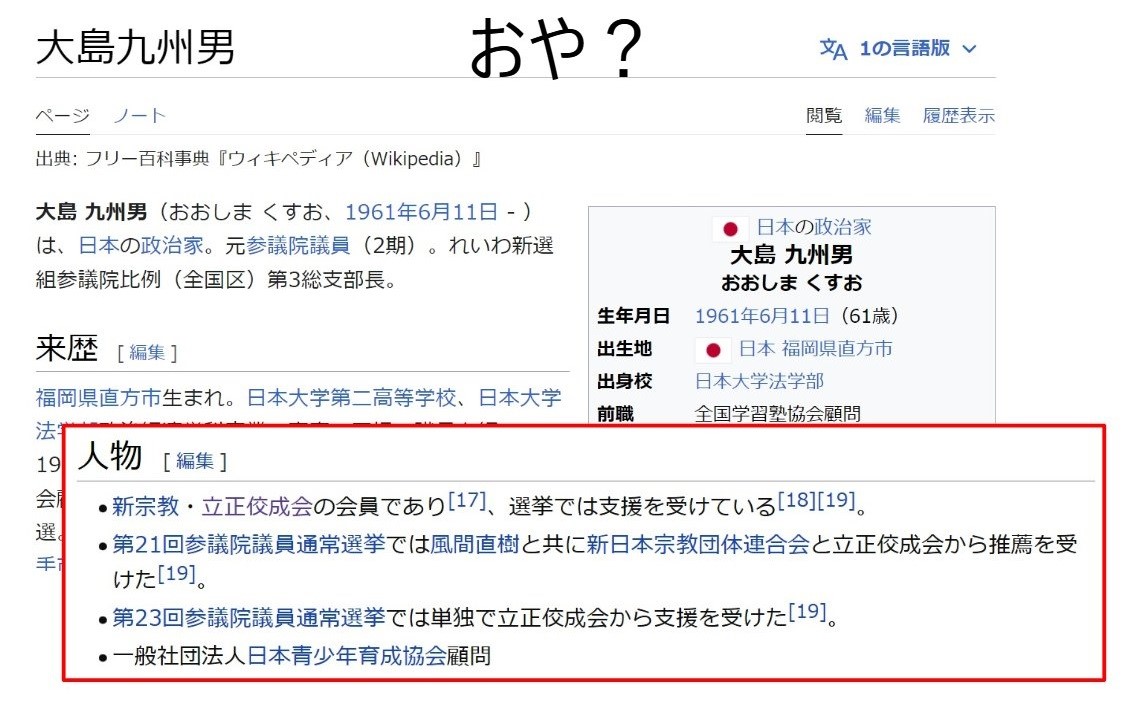 大島九州男
おや？
1の言語版
ページ ノート
閲覧 編集 履歴表示
出典: フリー百科事典『ウィキペディア（Wikipedia）』
大島 九州男（おおしま くすお、1961年6月11日 - ）
は、日本の政治家。元参議院議員（2期）。れいわ新選
組参議院比例（全国区）第3総支部長。
日本の政治家
大島 九州男
おおしま くすお
生年月日 1961年6月11日（61歳）
出生地 日本 福岡県直方市
出身校 日本大学法学部
前職 全国学習塾協会顧問
来歴 [ 編集 ]
福岡県直方市生まれ。日本大学第二高等学校、日本大学
法
19
会
選。
手
人物 [ 編集 ]
新宗教・立正佼成会の会員であり[17]、選挙では支援を受けている[18][19]。
第21回参議院議員通常選挙では風間直樹と共に新日本宗教団体連合会と立正佼成会から推薦を受
けた[19]。
第23回参議院議員通常選挙では単独で立正佼成会から支援を受けた[19]。
一般社団法人日本青少年育成協会顧問